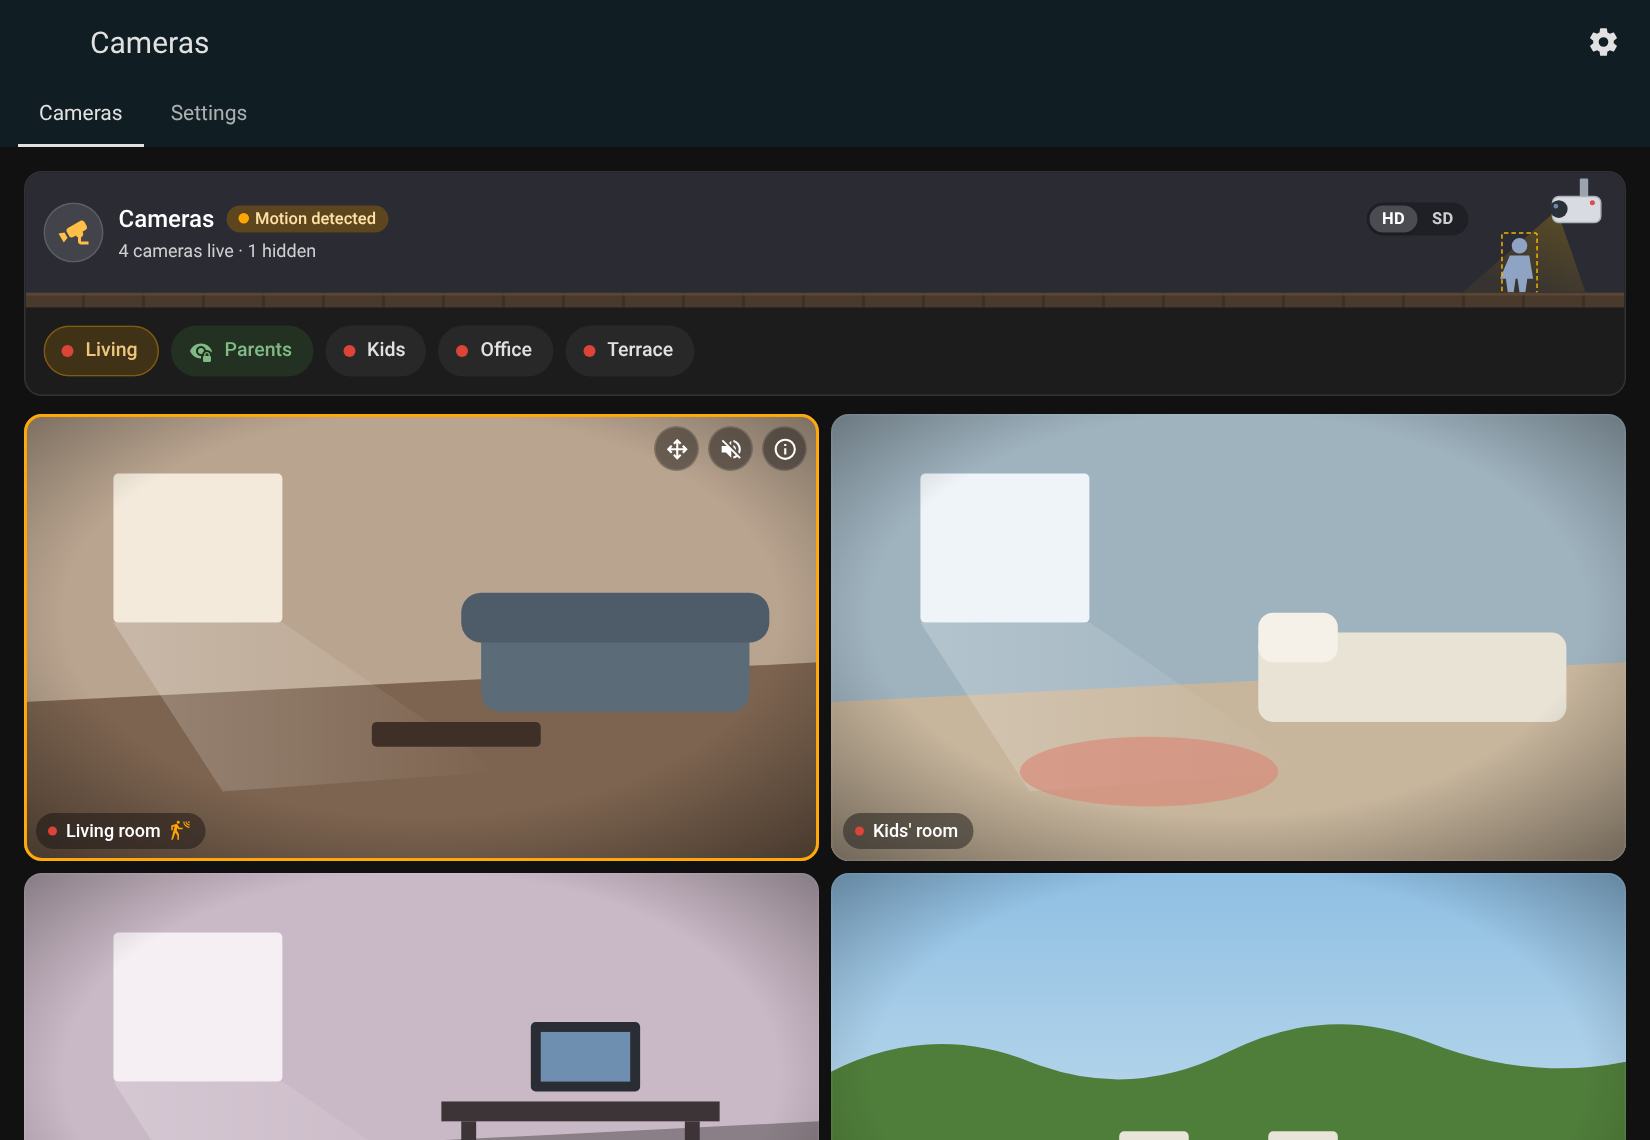 Cameras
Cameras Settings
Cameras Motion detected
4 cameras live · 1 hidden
HD SD
Living Parents Kids Office Terrace
Living room
Kids' room